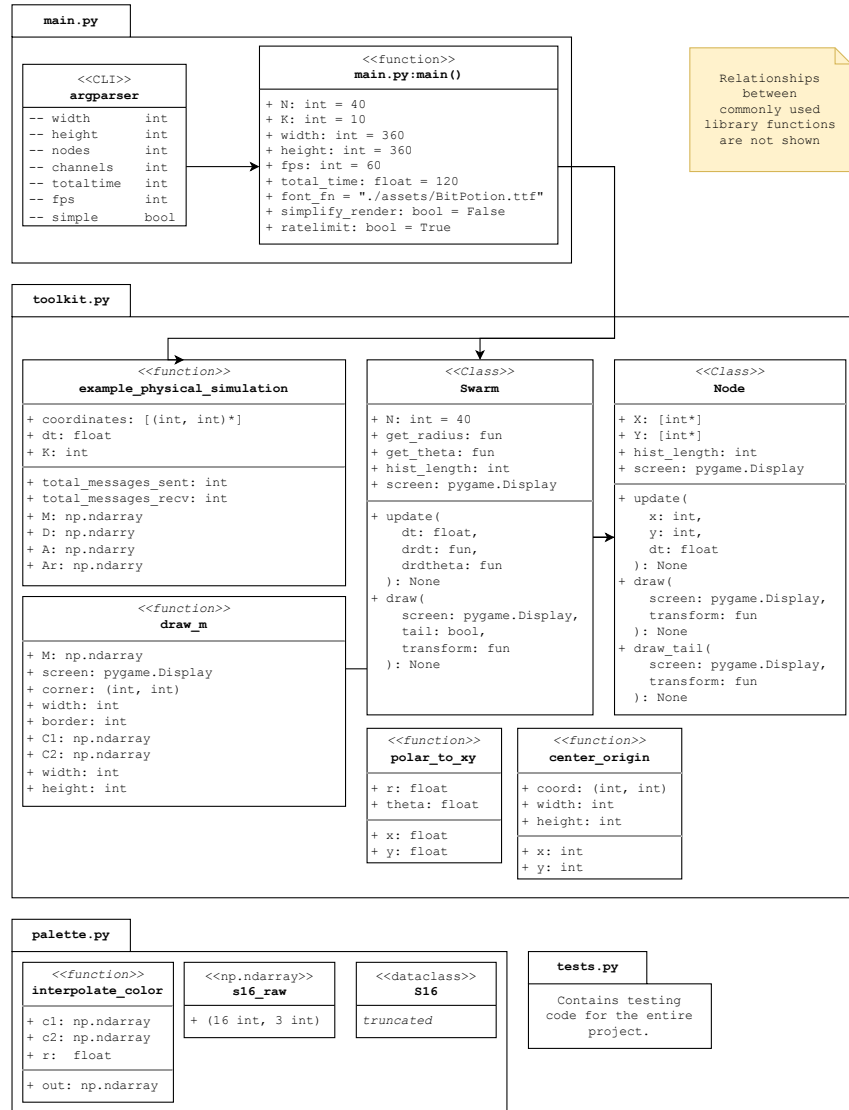 main.py
<<CLI>>
argparser
-- width int
-- height int
-- nodes int
-- channels int
-- totaltime int
-- fps int
-- simple bool
<<function>>
main.py:main()
+ N: int = 40
+ K: int = 10
+ width: int = 360
+ height: int = 360
+ fps: int = 60
+ total_time: float = 120
+ font_fn = "./assets/BitPotion.ttf"
+ simplify_render: bool = False
+ ratelimit: bool = True
Relationships
between
commonly used
library functions
are not shown
toolkit.py
<<function>>
example_physical_simulation
+ coordinates: [(int, int)*]
+ dt: float
+ K: int
+ total_messages_sent: int
+ total_messages_recv: int
+ M: np.ndarray
+ D: np.ndarry
+ A: np.ndarry
+ Ar: np.ndarry
<<Class>>
Swarm
+ N: int = 40
+ get_radius: fun
+ get_theta: fun
+ hist_length: int
+ screen: pygame.Display
+ update(
dt: float,
drdt: fun,
drdtheta: fun
): None
+ draw(
screen: pygame.Display,
tail: bool,
transform: fun
): None
<<Class>>
Node
+ X: [int*]
+ Y: [int*]
+ hist_length: int
+ screen: pygame.Display
+ update(
x: int,
y: int,
dt: float
): None
+ draw(
screen: pygame.Display,
transform: fun
): None
+ draw_tail(
screen: pygame.Display,
transform: fun
): None
<<function>>
draw_m
+ M: np.ndarray
+ screen: pygame.Display
+ corner: (int, int)
+ width: int
+ border: int
+ C1: np.ndarray
+ C2: np.ndarray
+ width: int
+ height: int
<<function>>
polar_to_xy
+ r: float
+ theta: float
+ x: float
+ y: float
<<function>>
center_origin
+ coord: (int, int)
+ width: int
+ height: int
+ x: int
+ y: int
palette.py
<<function>>
interpolate_color
+ c1: np.ndarray
+ c2: np.ndarray
+ r: float
+ out: np.ndarray
<<np.ndarray>>
s16_raw
+ (16 int, 3 int)
<<dataclass>>
S16
truncated
tests.py
Contains testing
code for the entire
project.